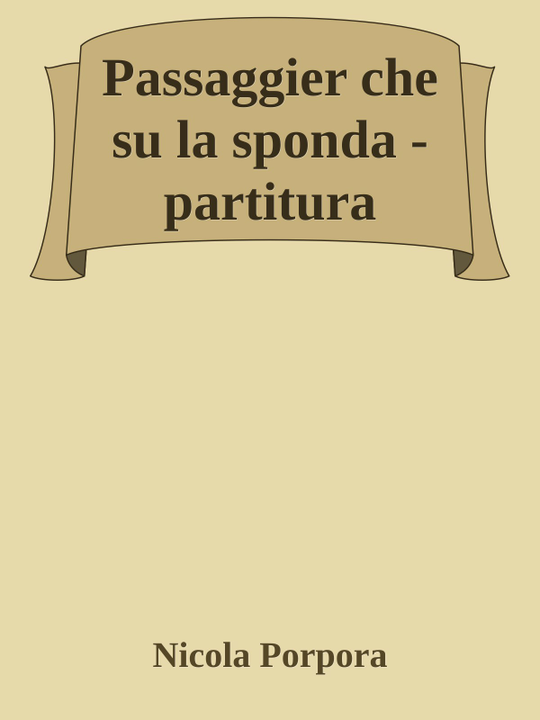 Passaggier che
su la sponda -
partitura
Nicola Porpora